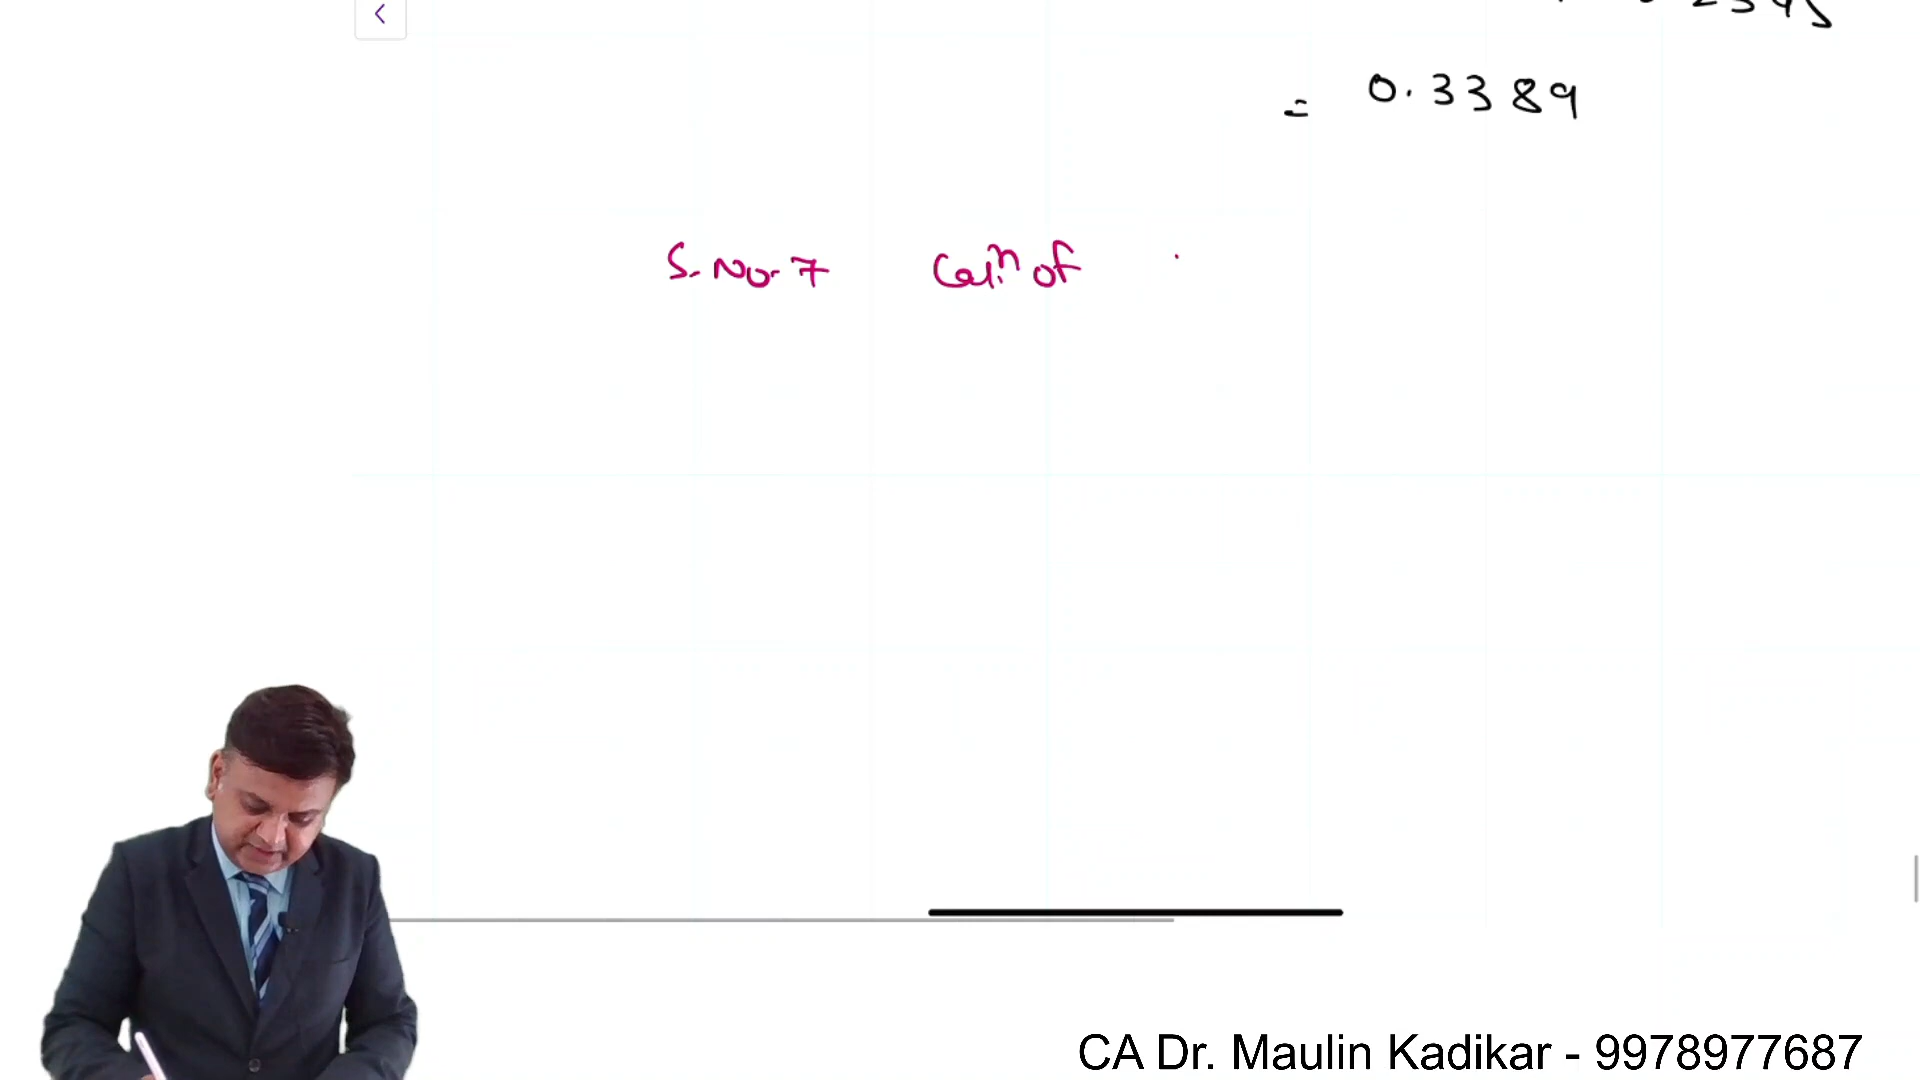 = 0.3389
S. No. 7 Calⁿ of
CA Dr. Maulin Kadikar - 9978977687